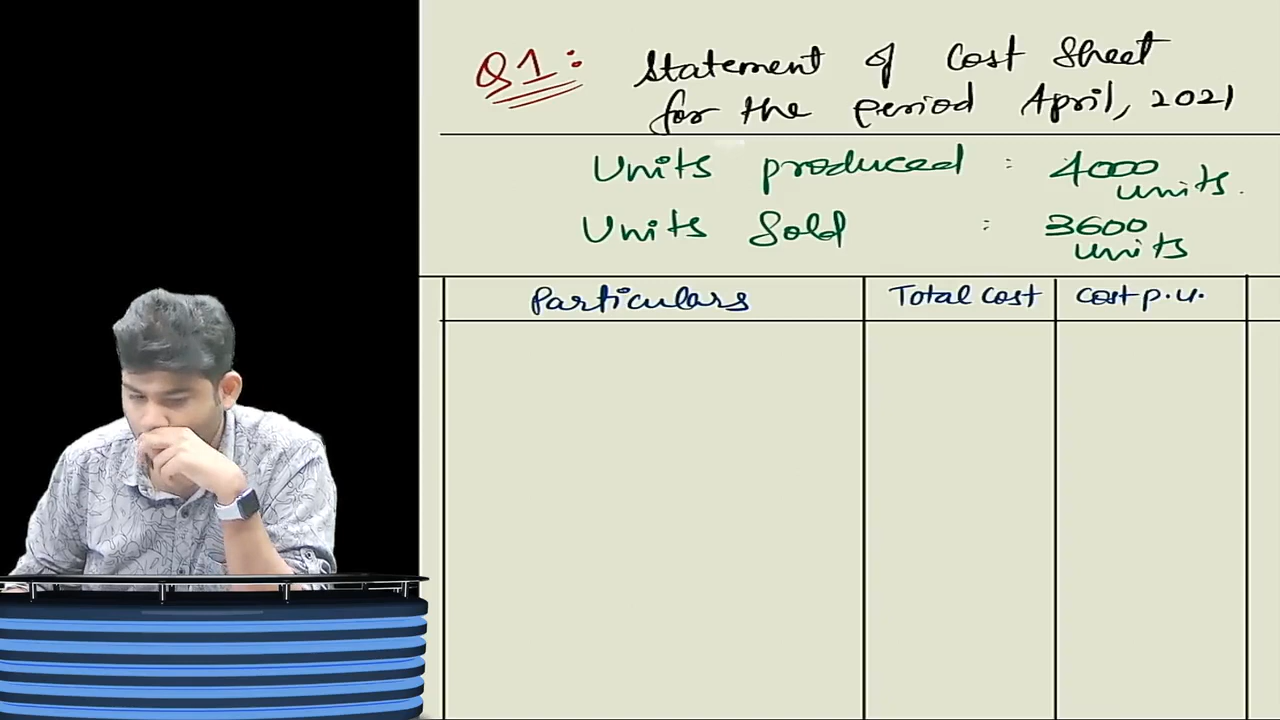 Q1: Statement of Cost Sheet
for the period April, 2021
Units produced : 4000 units.
Units Sold : 3600 units
Particulars Total Cost Cost p.u.